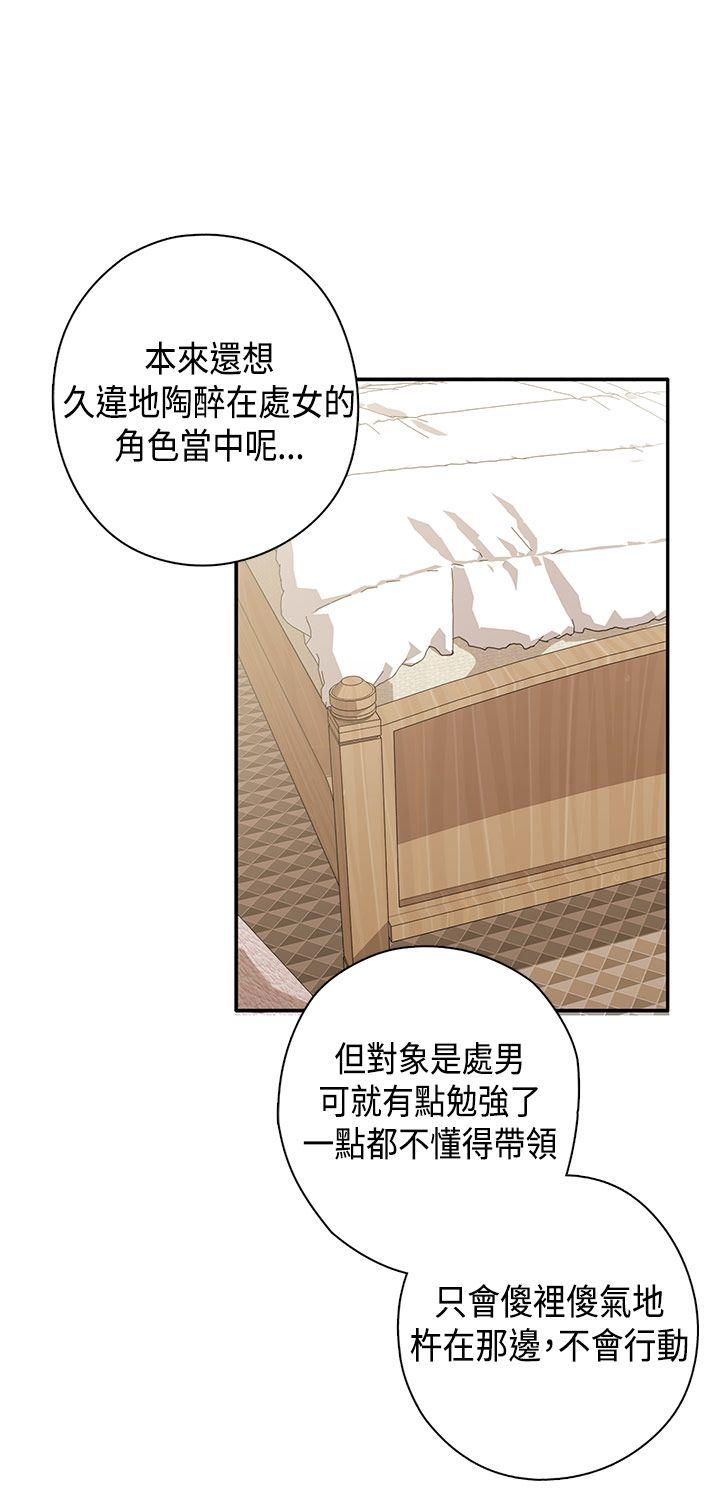 本來還想
久違地陶醉在處女的
角色當中呢...
但對象是處男
可就有點勉強了
一點都不懂得帶領
只會傻裡傻氣地
杵在那邊，不會行動